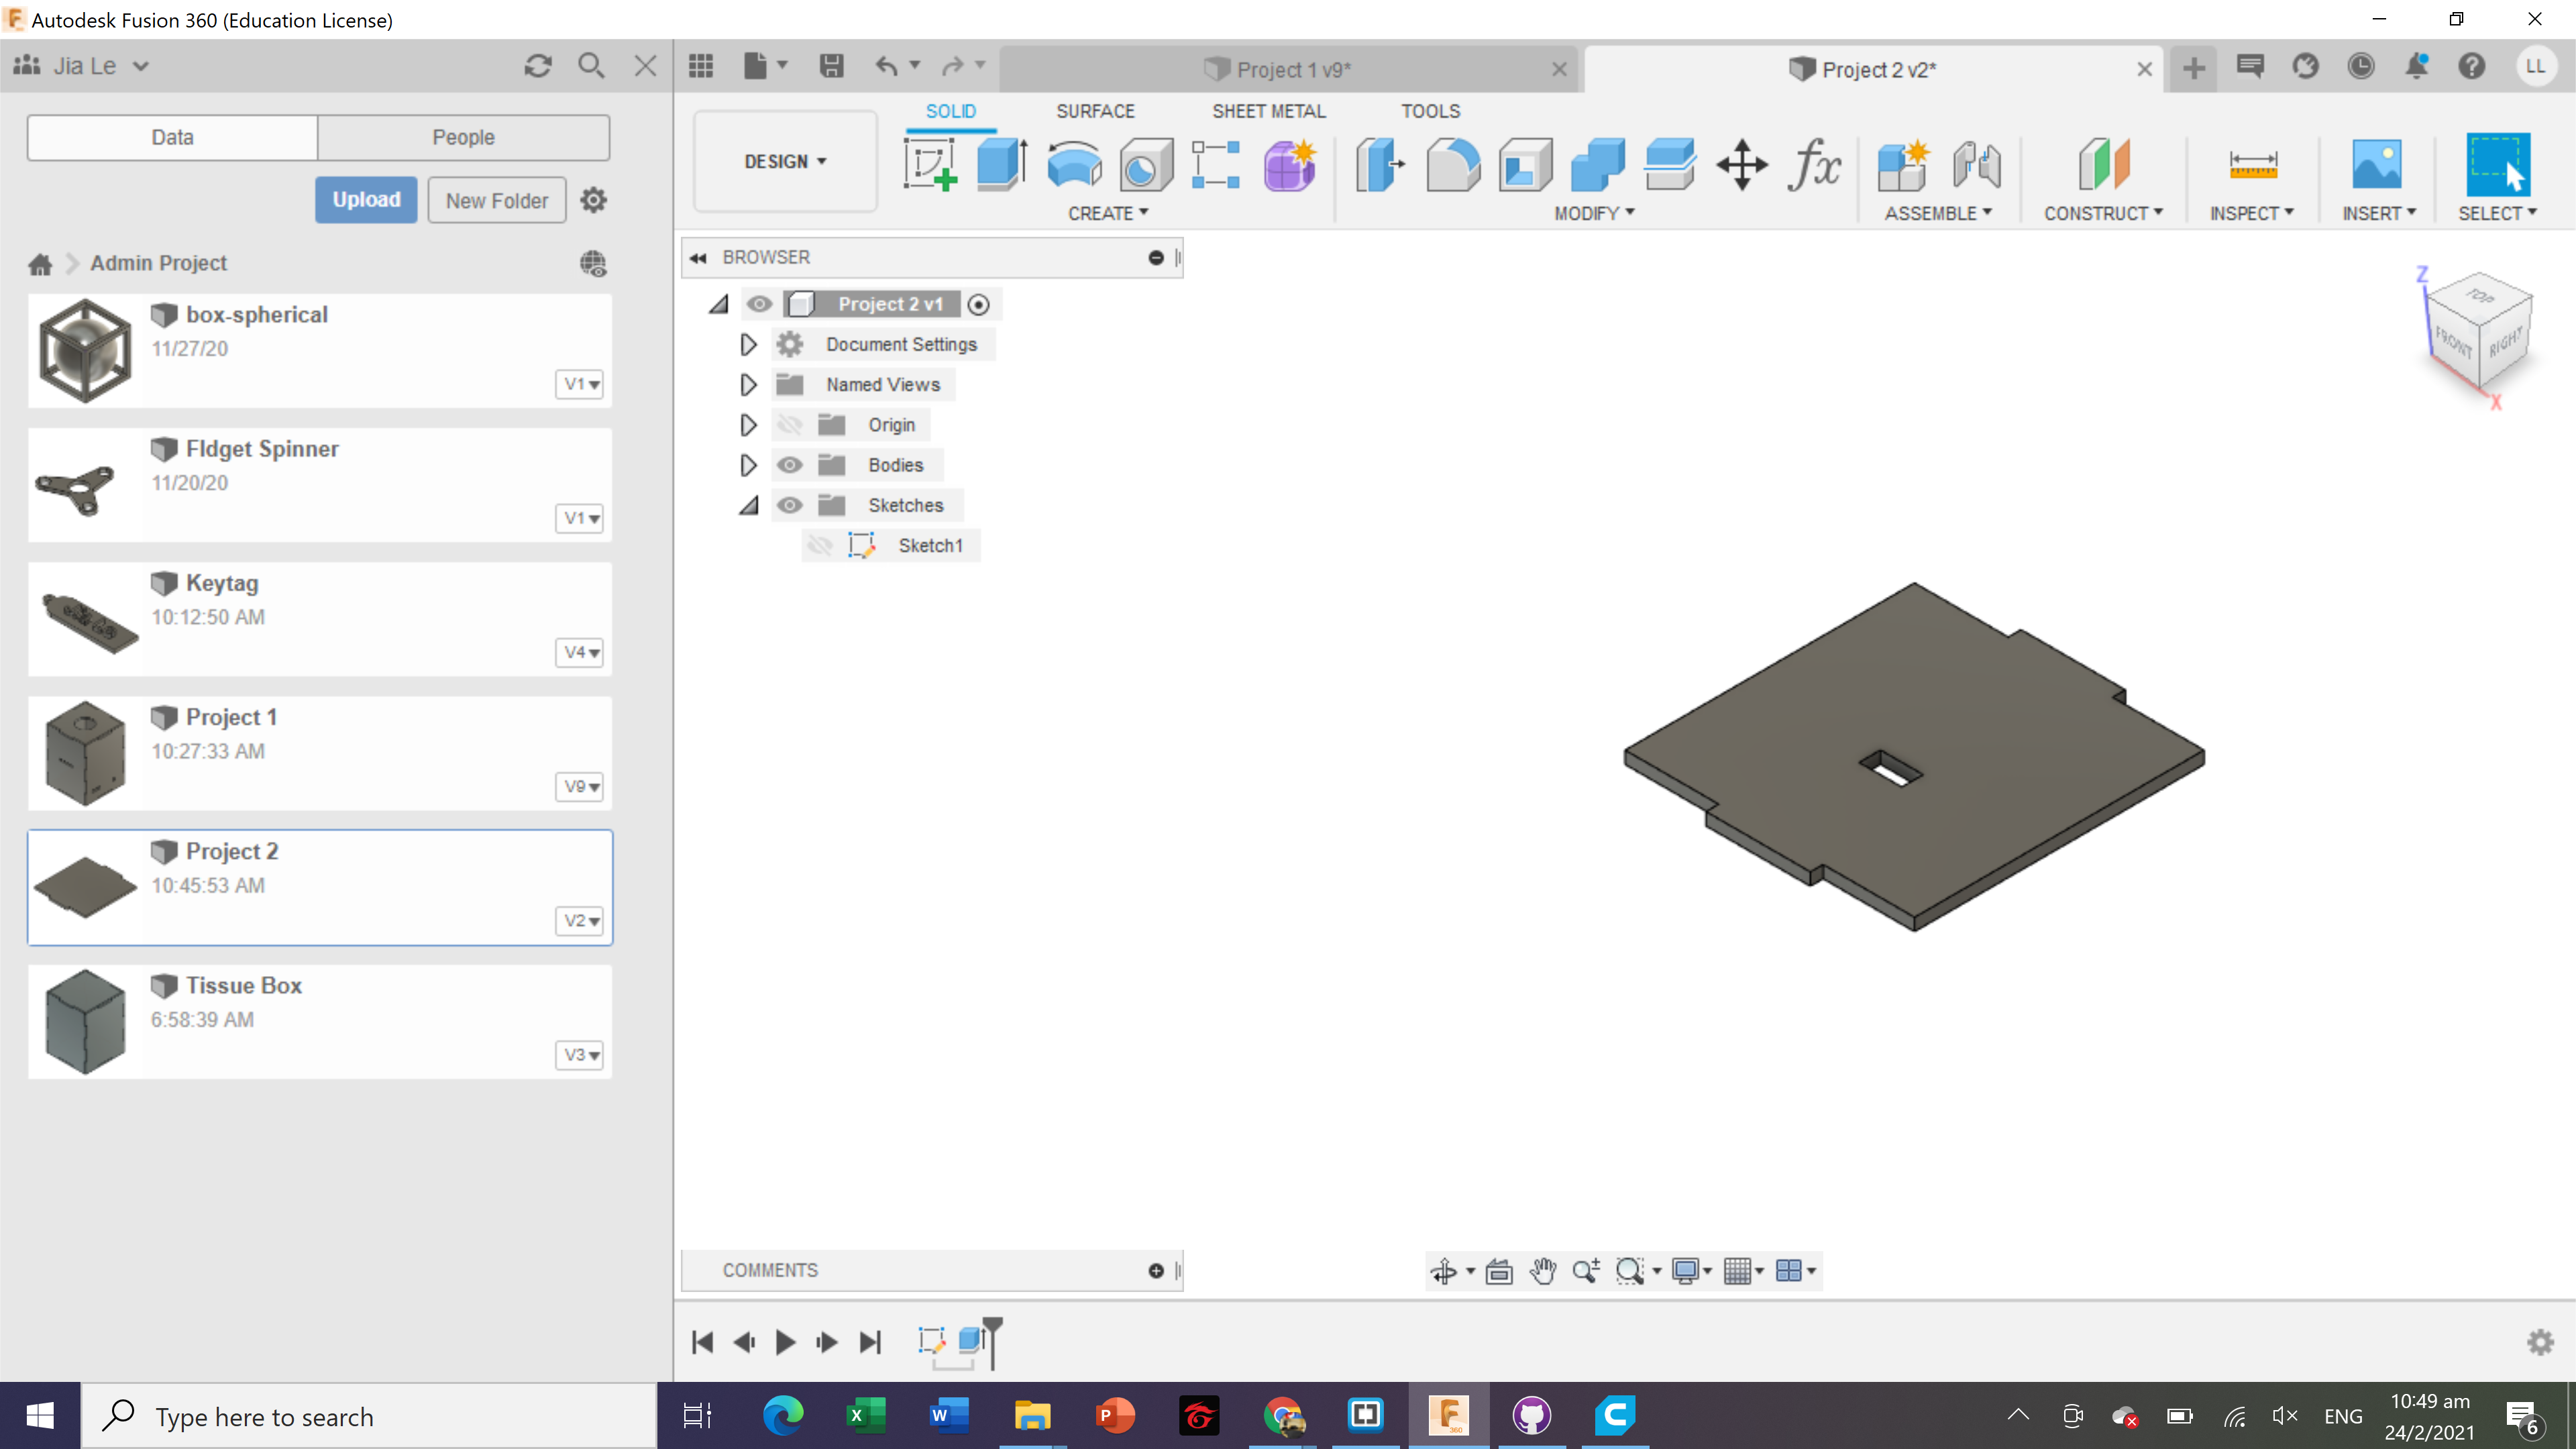 Autodesk Fusion 360 (Education License)
Jia Le
Project 1 v9*
Project 2 v2*
LL
Data
People
Upload
New Folder
Admin Project
box-spherical
11/27/20
V1
FIdget Spinner
11/20/20
V1
Keytag
10:12:50 AM
V4
Project 1
10:27:33 AM
V9
Project 2
10:45:53 AM
V2
Tissue Box
6:58:39 AM
V3
DESIGN
SOLID
SURFACE
SHEET METAL
TOOLS
CREATE
MODIFY
ASSEMBLE
CONSTRUCT
INSPECT
INSERT
SELECT
BROWSER
Project 2 v1
Document Settings
Named Views
Origin
Bodies
Sketches
Sketch1
Z
TOP
FRONT
RIGHT
X
COMMENTS
Type here to search
ENG
10:49 am
24/2/2021
6